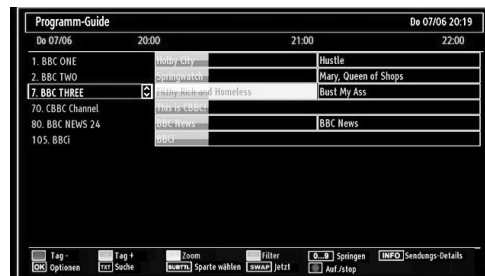 Programm-Guide Do 07/06 20:19
Do 07/06 20:00 21:00 22:00
1. BBC ONE Holby City Hustle
2. BBC TWO Springwatch Mary, Queen of Shops
7. BBC THREE Filthy Rich and Homeless Bust My Ass
70. CBBC Channel This is CBBC!
80. BBC NEWS 24 BBC News BBC News
105. BBCi BBCi
Tag - Tag + Zoom Filter 0...9 Springen INFO Sendungs-Details
OK Optionen TXT Suche SUBTTL Sparte wählen SWAP Jetzt Auf./stop